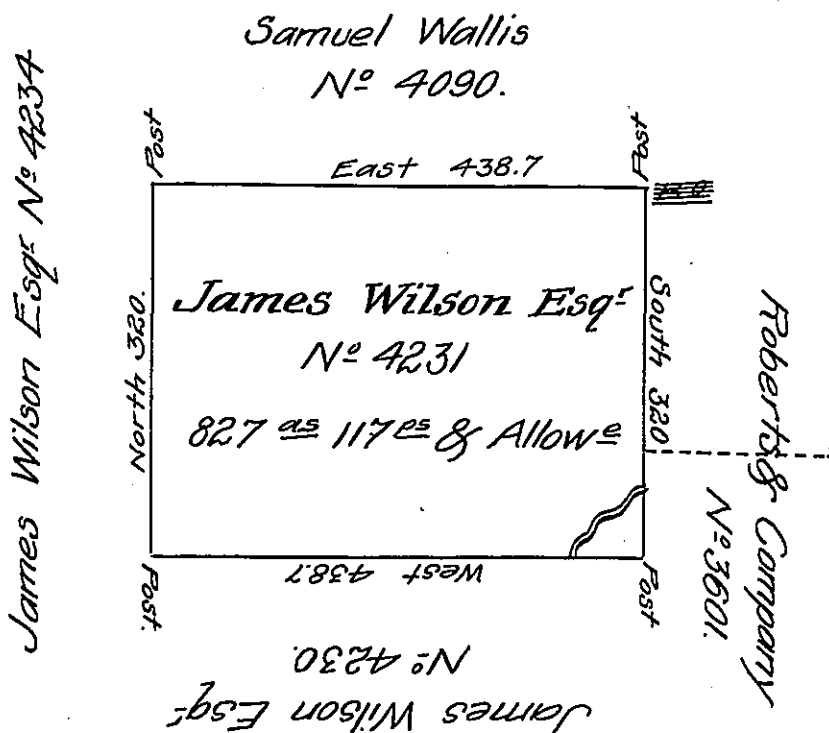 Samuel Wallis
Nº 4090.
James Wilson Esqr Nº 4234
Post
Post
East 438.7
North 320.
James Wilson Esqr
Nº 4231
827 as 117 ps & Allowe
South 320
Roberts & Company
Nº 3601.
Post.
West 438.7
Post
Nº 4230.
James Wilson Esqr